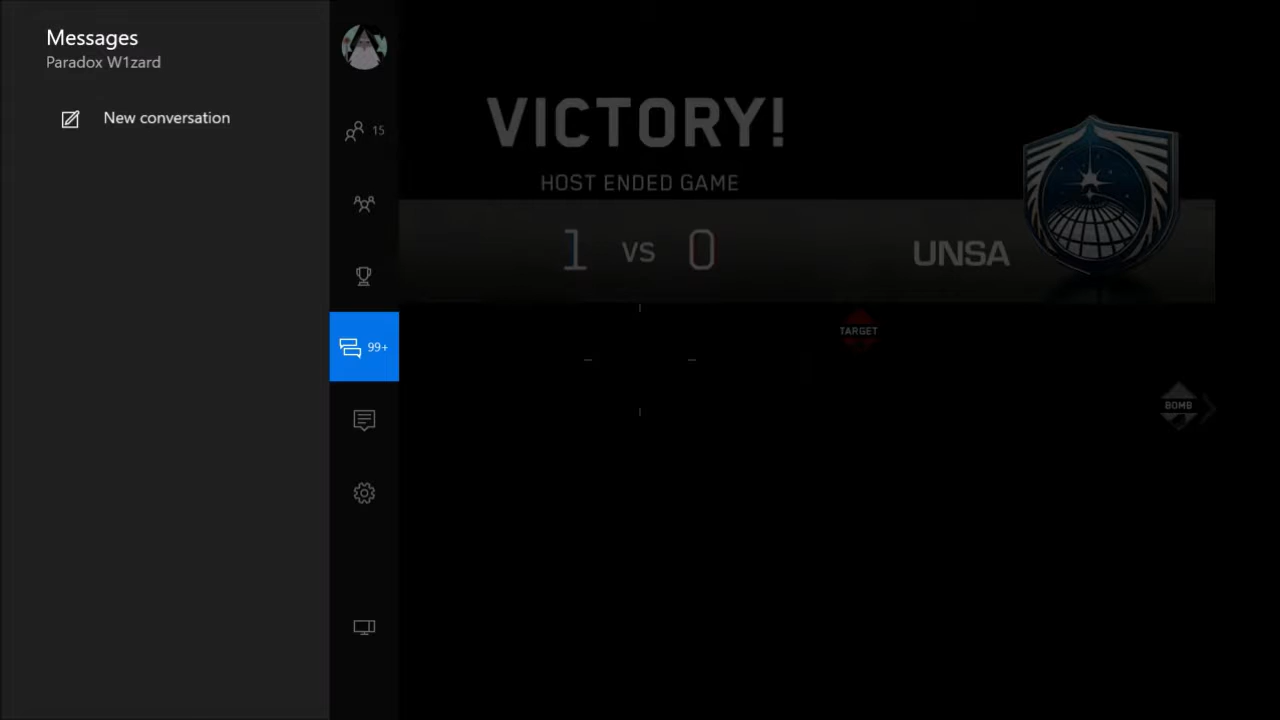 Messages
Paradox W1zard
New conversation
15
99+
VICTORY!
HOST ENDED GAME
1 VS 0
UNSA
TARGET
BOMB